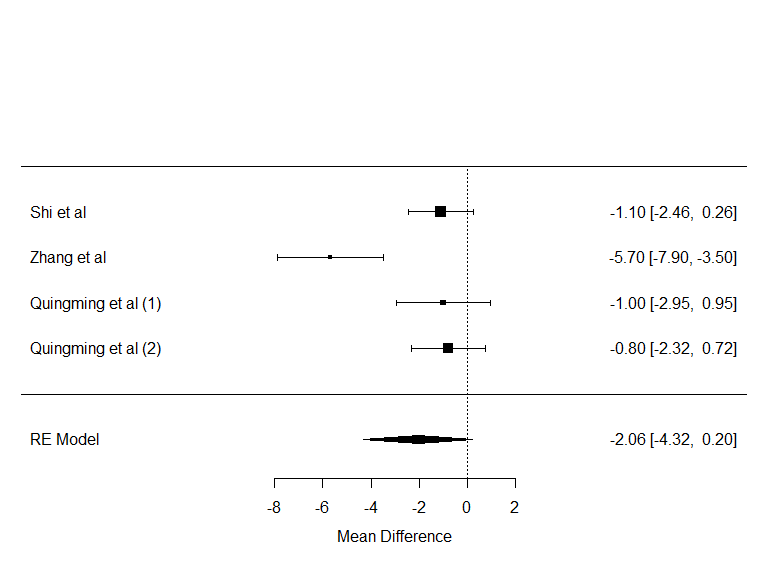 Shi et al -1.10 [-2.46, 0.26]
Zhang et al -5.70 [-7.90, -3.50]
Quingming et al (1) -1.00 [-2.95, 0.95]
Quingming et al (2) -0.80 [-2.32, 0.72]
RE Model -2.06 [-4.32, 0.20]
-8 -6 -4 -2 0 2
Mean Difference